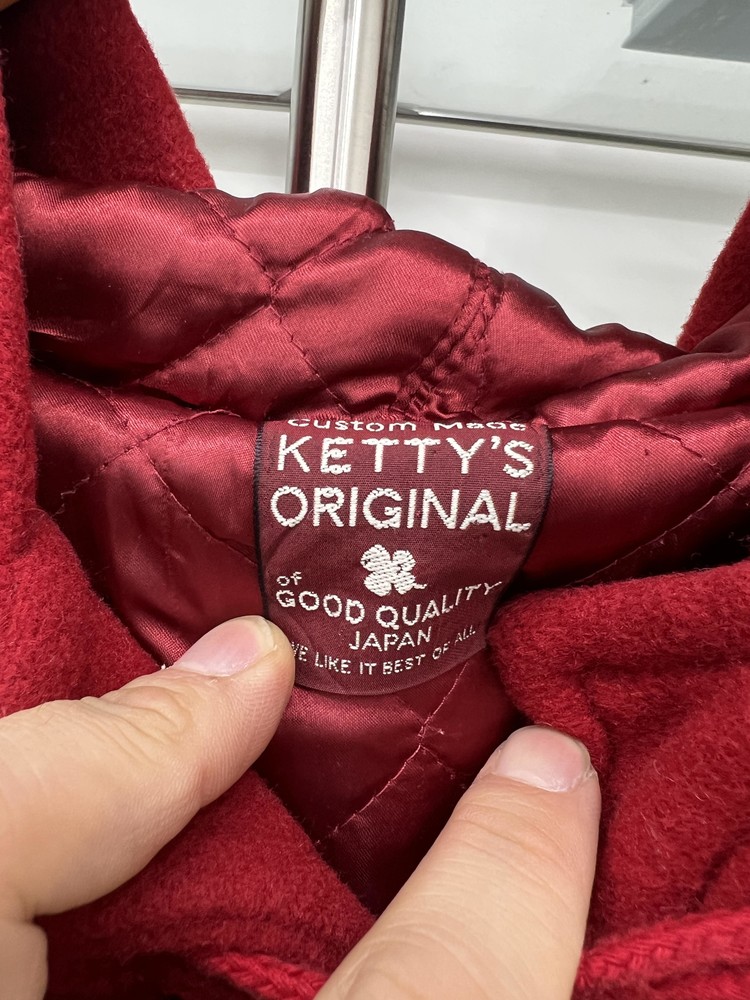 Custom Made
KETTY'S
ORIGINAL
of
GOOD QUALITY
JAPAN
WE LIKE IT BEST OF ALL